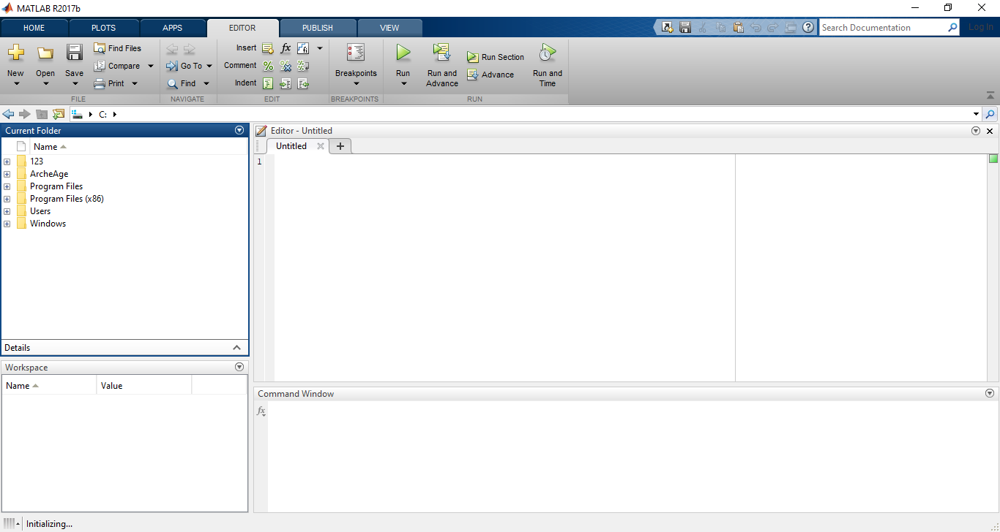 MATLAB R2017b
HOME PLOTS APPS EDITOR PUBLISH VIEW
Search Documentation
Log In
New
Open
Save
Find Files
Compare
Print
FILE
Go To
Find
NAVIGATE
Insert
Comment
Indent
EDIT
Breakpoints
BREAKPOINTS
Run
Run and
Advance
Run Section
Advance
Run and
Time
RUN
C:
Current Folder
Name
123
ArcheAge
Program Files
Program Files (x86)
Users
Windows
Details
Workspace
Name Value
Editor - Untitled
Untitled
1
Command Window
fx
Initializing...